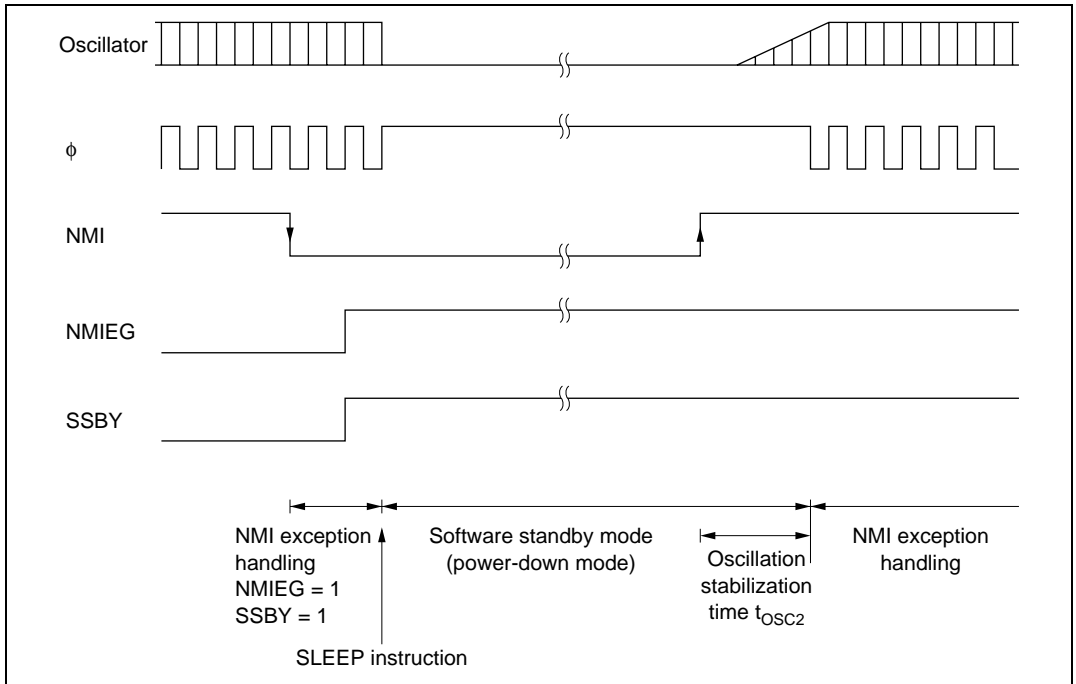 Oscillator
φ
NMI
NMIEG
SSBY
NMI exception
handling
NMIEG = 1
SSBY = 1
SLEEP instruction
Software standby mode
(power-down mode)
Oscillation
stabilization
time tOSC2
NMI exception
handling